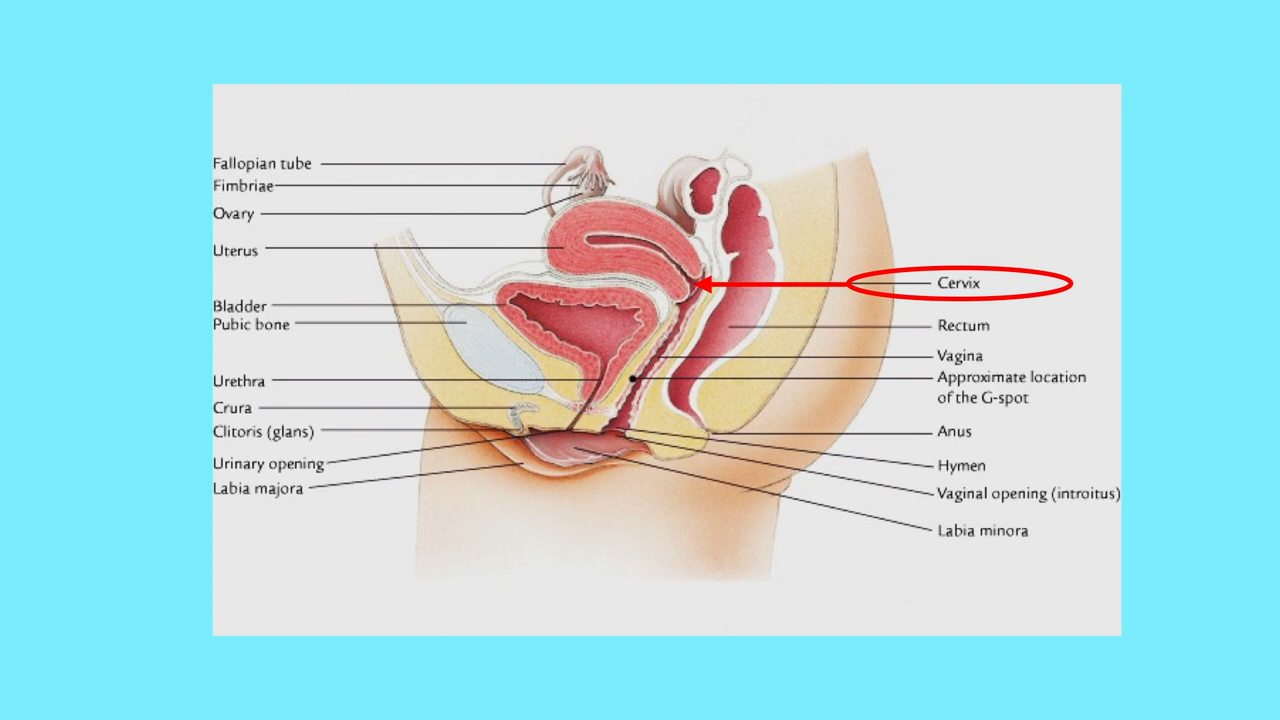 Fallopian tube
Fimbriae
Ovary
Uterus
Bladder
Pubic bone
Urethra
Crura
Clitoris (glans)
Urinary opening
Labia majora
Cervix
Rectum
Vagina
Approximate location
of the G-spot
Anus
Hymen
Vaginal opening (introitus)
Labia minora